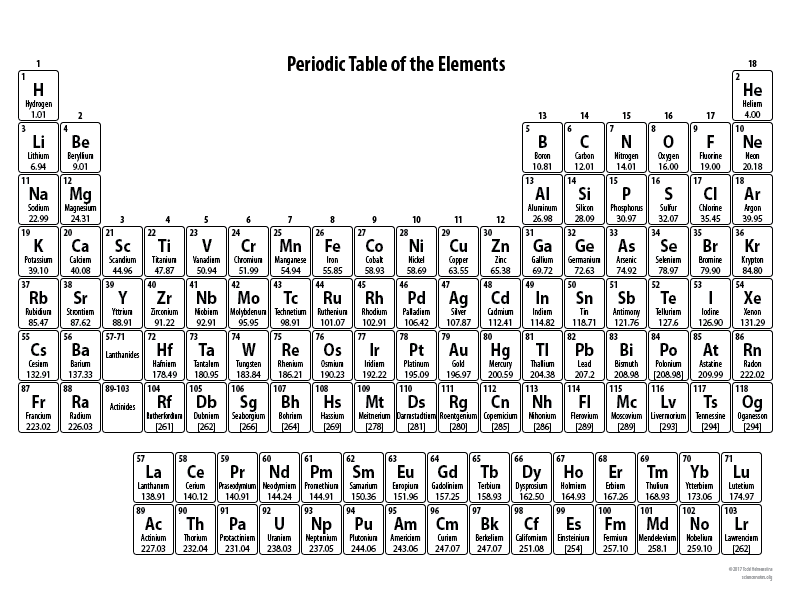 Periodic Table of the Elements
1 18
1 2
H He
Hydrogen Helium
1.01 4.00
2 13 14 15 16 17
3 4 5 6 7 8 9 10
Li Be B C N O F Ne
Lithium Beryllium Boron Carbon Nitrogen Oxygen Fluorine Neon
6.94 9.01 10.81 12.01 14.01 16.00 19.00 20.18
11 12 13 14 15 16 17 18
Na Mg Al Si P S Cl Ar
Sodium Magnesium Aluminum Silicon Phosphorus Sulfur Chlorine Argon
22.99 24.31 26.98 28.09 30.97 32.07 35.45 39.95
3 4 5 6 7 8 9 10 11 12
19 20 21 22 23 24 25 26 27 28 29 30 31 32 33 34 35 36
K Ca Sc Ti V Cr Mn Fe Co Ni Cu Zn Ga Ge As Se Br Kr
Potassium Calcium Scandium Titanium Vanadium Chromium Manganese Iron Cobalt Nickel Copper Zinc Gallium Germanium Arsenic Selenium Bromine Krypton
39.10 40.08 44.96 47.87 50.94 51.99 54.94 55.85 58.93 58.69 63.55 65.38 69.72 72.63 74.92 78.97 79.90 84.80
37 38 39 40 41 42 43 44 45 46 47 48 49 50 51 52 53 54
Rb Sr Y Zr Nb Mo Tc Ru Rh Pd Ag Cd In Sn Sb Te I Xe
Rubidium Strontium Yttrium Zirconium Niobium Molybdenum Technetium Ruthenium Rhodium Palladium Silver Cadmium Indium Tin Antimony Tellurium Iodine Xenon
85.47 87.62 88.91 91.22 92.91 95.95 98.91 101.07 102.91 106.42 107.87 112.41 114.82 118.71 121.76 127.6 126.90 131.29
55 56 57-71 72 73 74 75 76 77 78 79 80 81 82 83 84 85 86
Cs Ba Lanthanides Hf Ta W Re Os Ir Pt Au Hg Tl Pb Bi Po At Rn
Cesium Barium Hafnium Tantalum Tungsten Rhenium Osmium Iridium Platinum Gold Mercury Thallium Lead Bismuth Polonium Astatine Radon
132.91 137.33 178.49 180.95 183.84 186.21 190.23 192.22 195.09 196.97 200.59 204.38 207.2 208.98 [208.98] 209.99 222.02
87 88 89-103 104 105 106 107 108 109 110 111 112 113 114 115 116 117 118
Fr Ra Actinides Rf Db Sg Bh Hs Mt Ds Rg Cn Nh Fl Mc Lv Ts Og
Francium Radium Rutherfordium Dubnium Seaborgium Bohrium Hassium Meitnerium Darmstadtium Roentgenium Copernicium Nihonium Flerovium Moscovium Livermorium Tennessine Oganesson
223.02 226.03 [261] [262] [266] [264] [269] [278] [281] [280] [285] [286] [289] [289] [293] [294] [294]
57 58 59 60 61 62 63 64 65 66 67 68 69 70 71
La Ce Pr Nd Pm Sm Eu Gd Tb Dy Ho Er Tm Yb Lu
Lanthanum Cerium Praseodymium Neodymium Promethium Samarium Europium Gadolinium Terbium Dysprosium Holmium Erbium Thulium Ytterbium Lutetium
138.91 140.12 140.91 144.24 144.91 150.36 151.96 157.25 158.93 162.50 164.93 167.26 168.93 173.06 174.97
89 90 91 92 93 94 95 96 97 98 99 100 101 102 103
Ac Th Pa U Np Pu Am Cm Bk Cf Es Fm Md No Lr
Actinium Thorium Protactinium Uranium Neptunium Plutonium Americium Curium Berkelium Californium Einsteinium Fermium Mendelevium Nobelium Lawrencium
227.03 232.04 231.04 238.03 237.05 244.06 243.06 247.07 247.07 251.08 [254] 257.10 258.1 259.10 [262]
©2017 Todd Helmenstine
sciencenotes.org